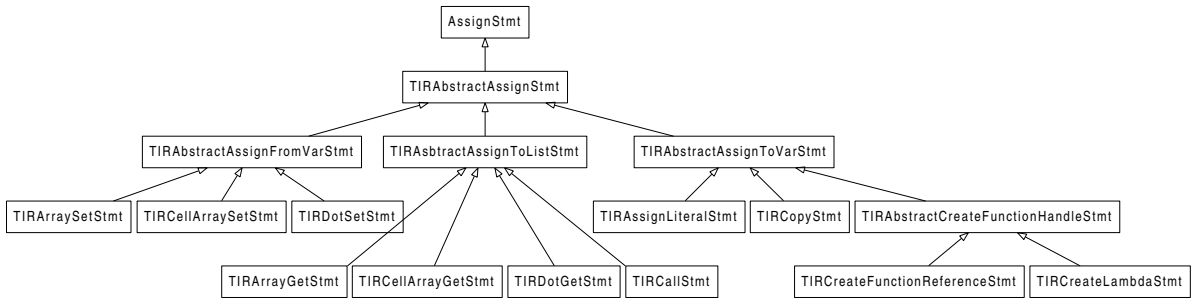 AssignStmt
TIRAbstractAssignStmt
TIRAbstractAssignFromVarStmt
TIRAsbtractAssignToListStmt
TIRAbstractAssignToVarStmt
TIRArraySetStmt
TIRCellArraySetStmt
TIRDotSetStmt
TIRAssignLiteralStmt
TIRCopyStmt
TIRAbstractCreateFunctionHandleStmt
TIRArrayGetStmt
TIRCellArrayGetStmt
TIRDotGetStmt
TIRCallStmt
TIRCreateFunctionReferenceStmt
TIRCreateLambdaStmt